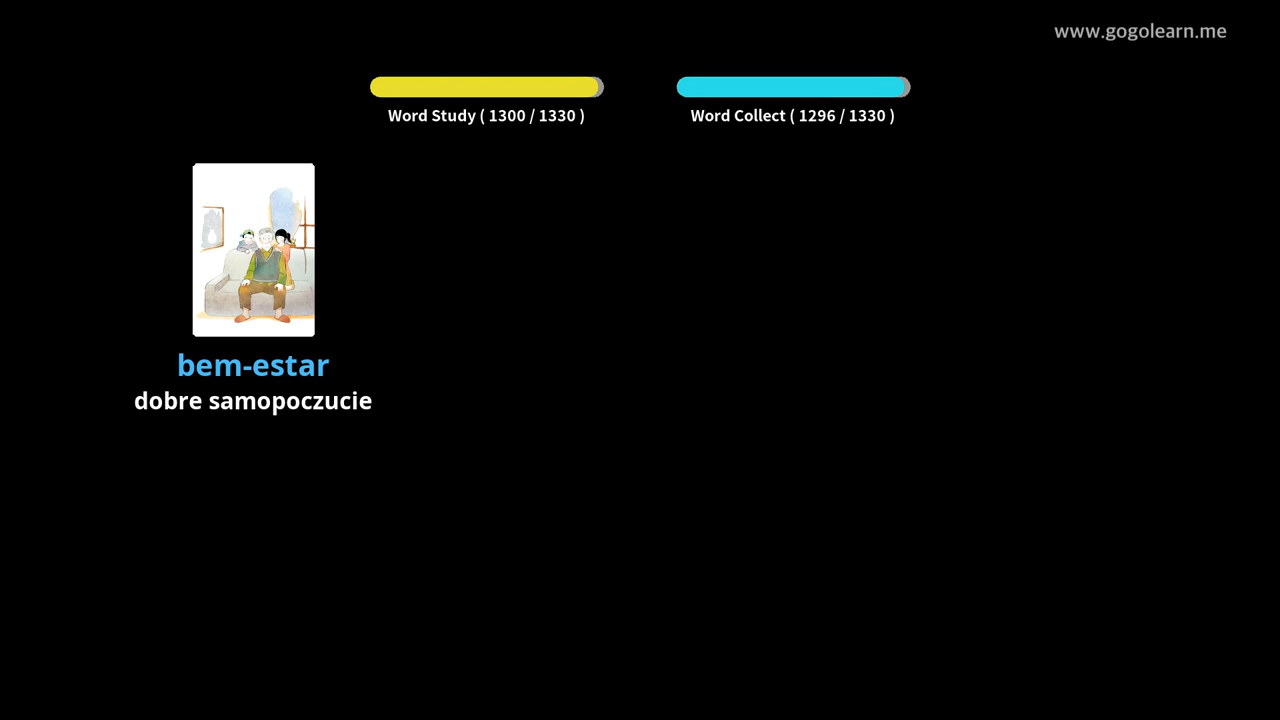 www.gogolearn.me
Word Study ( 1300 / 1330 )
Word Collect ( 1296 / 1330 )
bem-estar
dobre samopoczucie